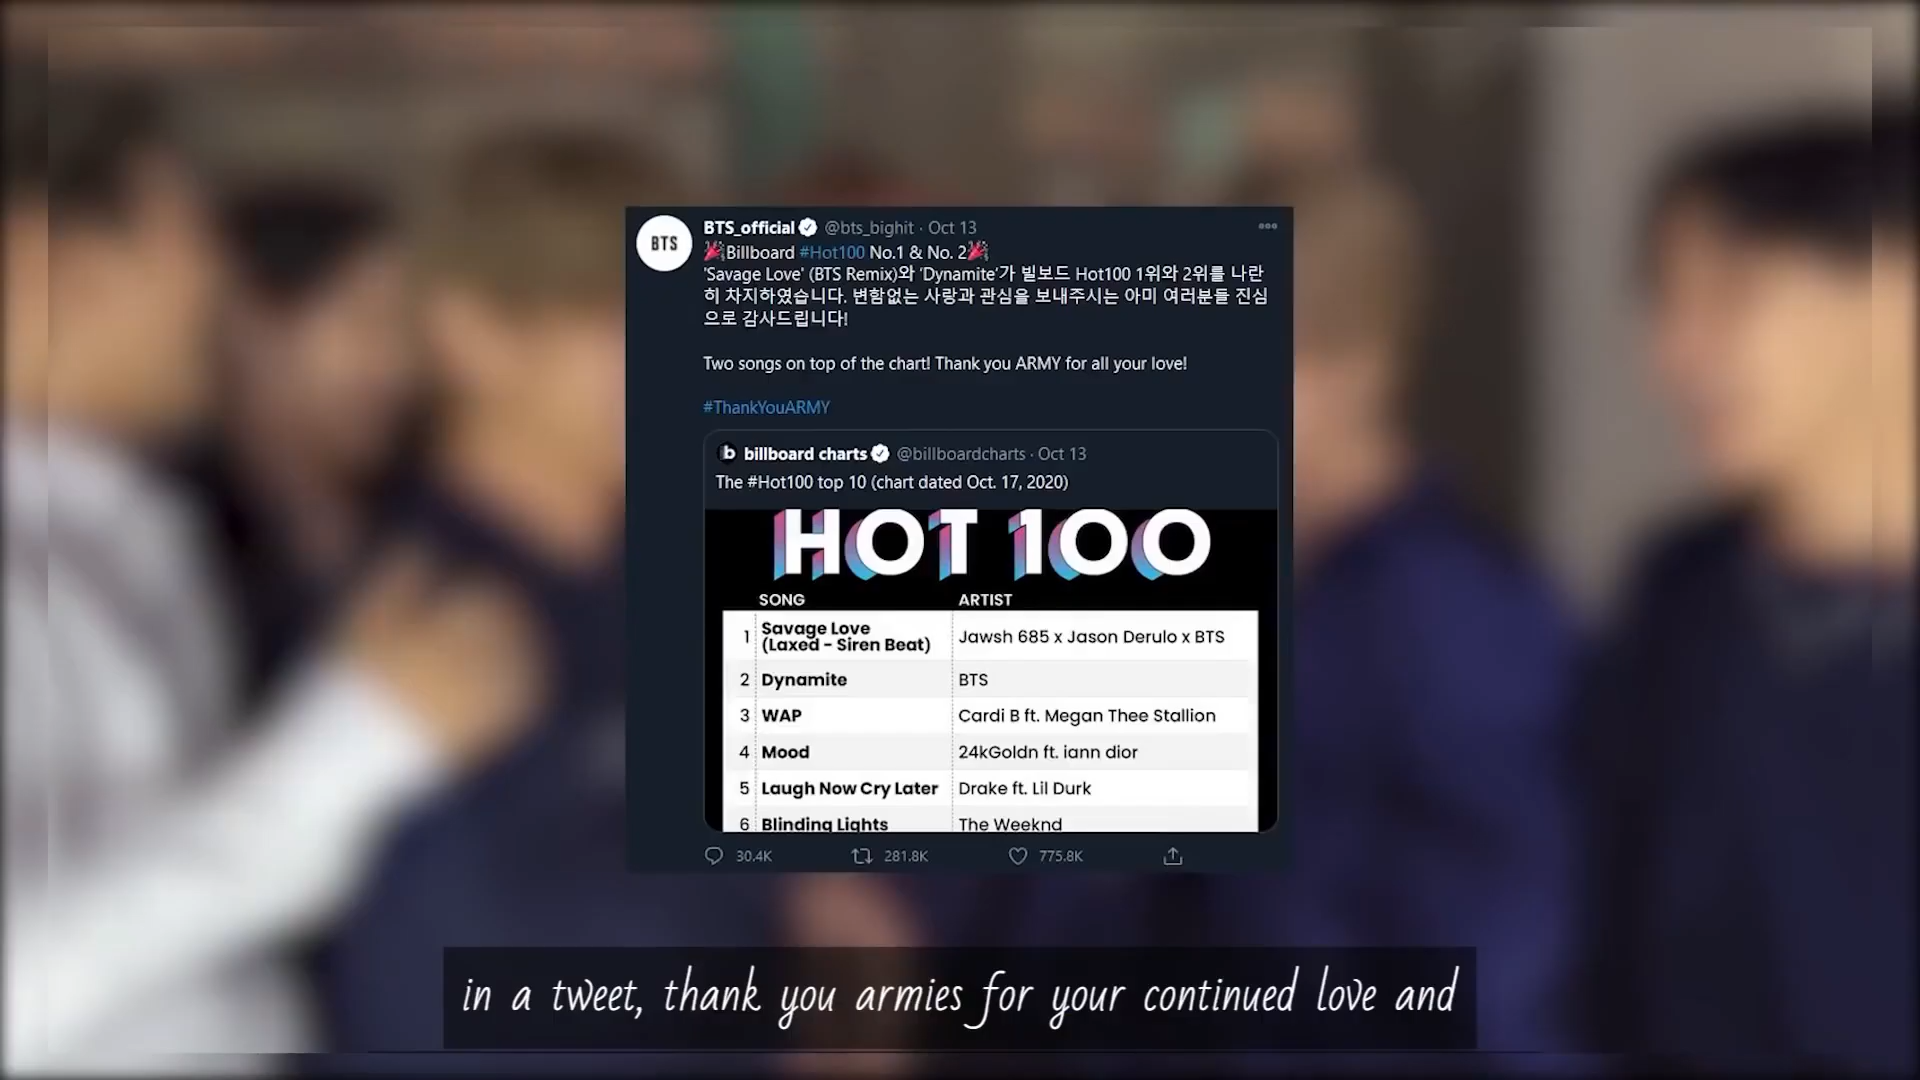 BTS
BTS_official @bts_bighit · Oct 13
🎉Billboard #Hot100 No.1 & No. 2🎉
'Savage Love' (BTS Remix)와 'Dynamite'가 빌보드 Hot100 1위와 2위를 나란
히 차지하였습니다. 변함없는 사랑과 관심을 보내주시는 아미 여러분들 진심
으로 감사드립니다!
Two songs on top of the chart! Thank you ARMY for all your love!
#ThankYouARMY
b billboard charts @billboardcharts · Oct 13
The #Hot100 top 10 (chart dated Oct. 17, 2020)
HOT 100
SONG ARTIST
1 Savage Love
(Laxed - Siren Beat) Jawsh 685 x Jason Derulo x BTS
2 Dynamite BTS
3 WAP Cardi B ft. Megan Thee Stallion
4 Mood 24kGoldn ft. iann dior
5 Laugh Now Cry Later Drake ft. Lil Durk
6 Blinding Lights The Weeknd
30.4K 281.8K 775.8K
in a tweet, thank you armies for your continued love and